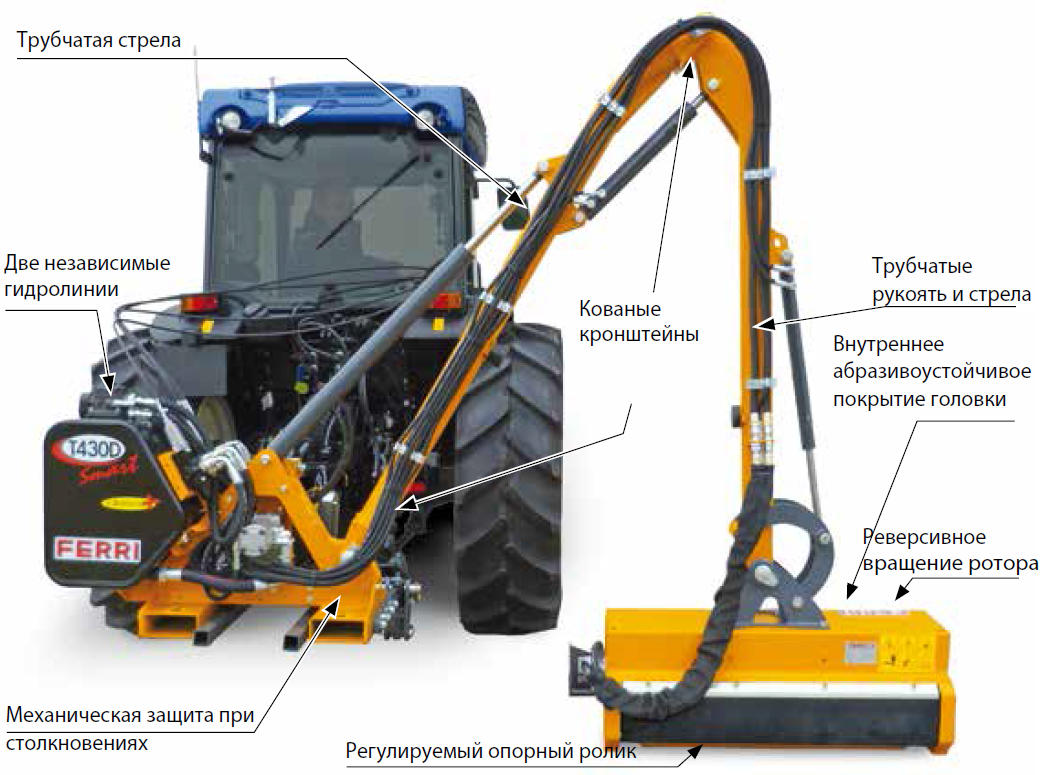 Трубчатая стрела
Две независимые
гидролинии
Кованые
кронштейны
Трубчатые
рукоять и стрела
Внутреннее
абразивоустойчивое
покрытие головки
T430D
Smart
FERRI
Реверсивное
вращение ротора
Механическая защита при
столкновениях
Регулируемый опорный ролик